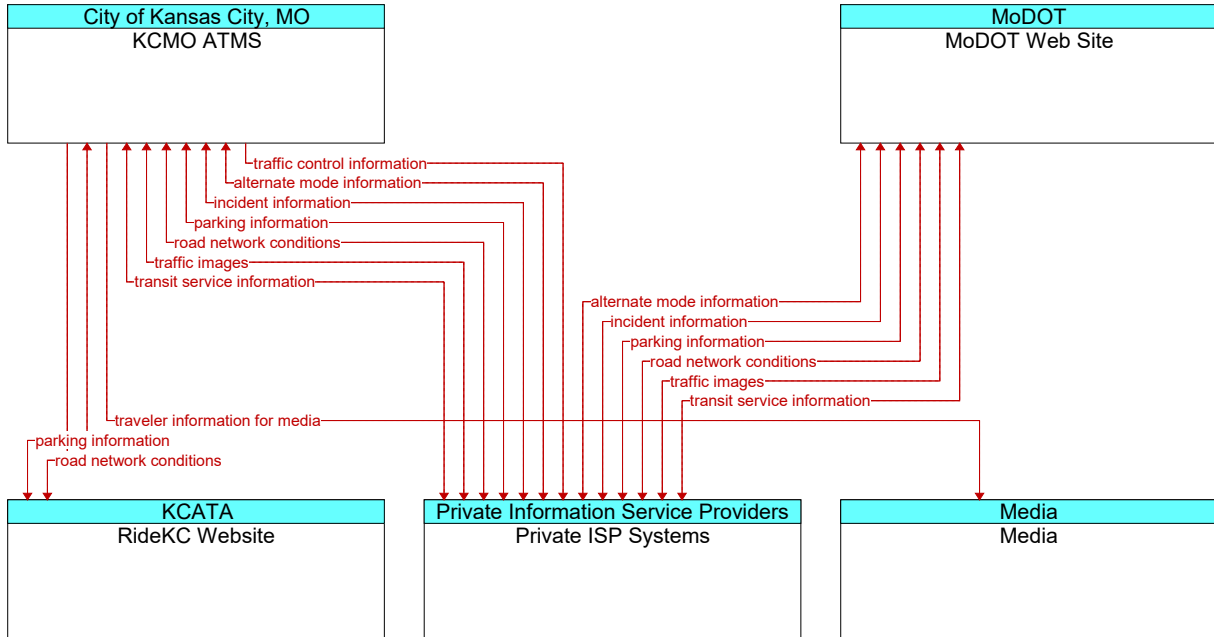 City of Kansas City, MO
KCMO ATMS
MoDOT
MoDOT Web Site
traffic control information
alternate mode information
incident information
parking information
road network conditions
traffic images
transit service information
alternate mode information
incident information
parking information
road network conditions
traffic images
transit service information
traveler information for media
parking information
road network conditions
KCATA
RideKC Website
Private Information Service Providers
Private ISP Systems
Media
Media